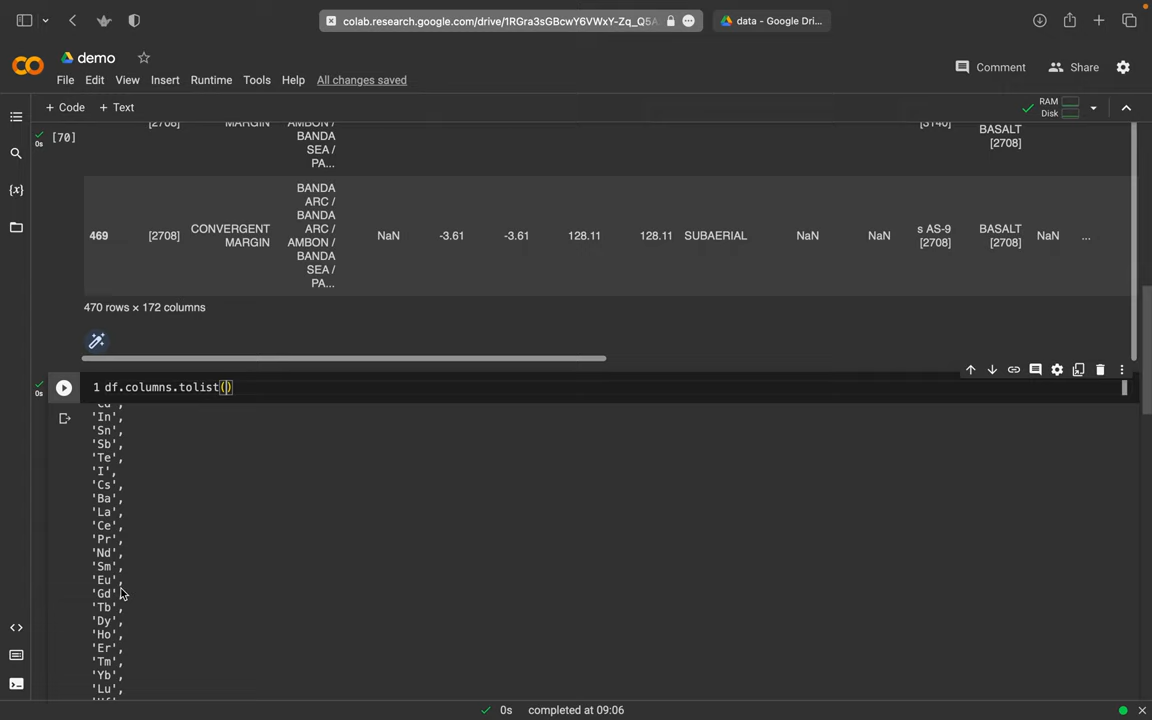 colab.research.google.com/drive/1RGra3sGBcwY6VWxY-Zq_Q5A
data - Google Dri...
demo
File Edit View Insert Runtime Tools Help All changes saved
Comment Share
+ Code + Text
RAM
Disk
[70]
[2708] MARGIN
AMBON /
BANDA
SEA /
PA...
[3140]
BASALT
[2708]
469 [2708] CONVERGENT
MARGIN
BANDA
ARC /
BANDA
ARC /
AMBON /
BANDA
SEA /
PA...
NaN -3.61 -3.61 128.11 128.11 SUBAERIAL NaN NaN
s AS-9
[2708]
BASALT
[2708]
NaN ...
470 rows × 172 columns
0s
1 df.columns.tolist()
'Cd',
'In',
'Sn',
'Sb',
'Te',
'I',
'Cs',
'Ba',
'La',
'Ce',
'Pr',
'Nd',
'Sm',
'Eu',
'Gd',
'Tb',
'Dy',
'Ho',
'Er',
'Tm',
'Yb',
'Lu',
'Hf',
0s completed at 09:06